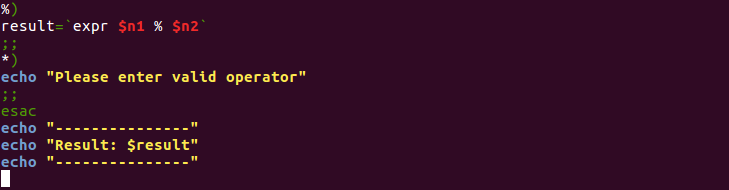 %)
result=`expr $n1 % $n2`
;;
*)
echo "Please enter valid operator"
;;
esac
echo "---------------"
echo "Result: $result"
echo "---------------"